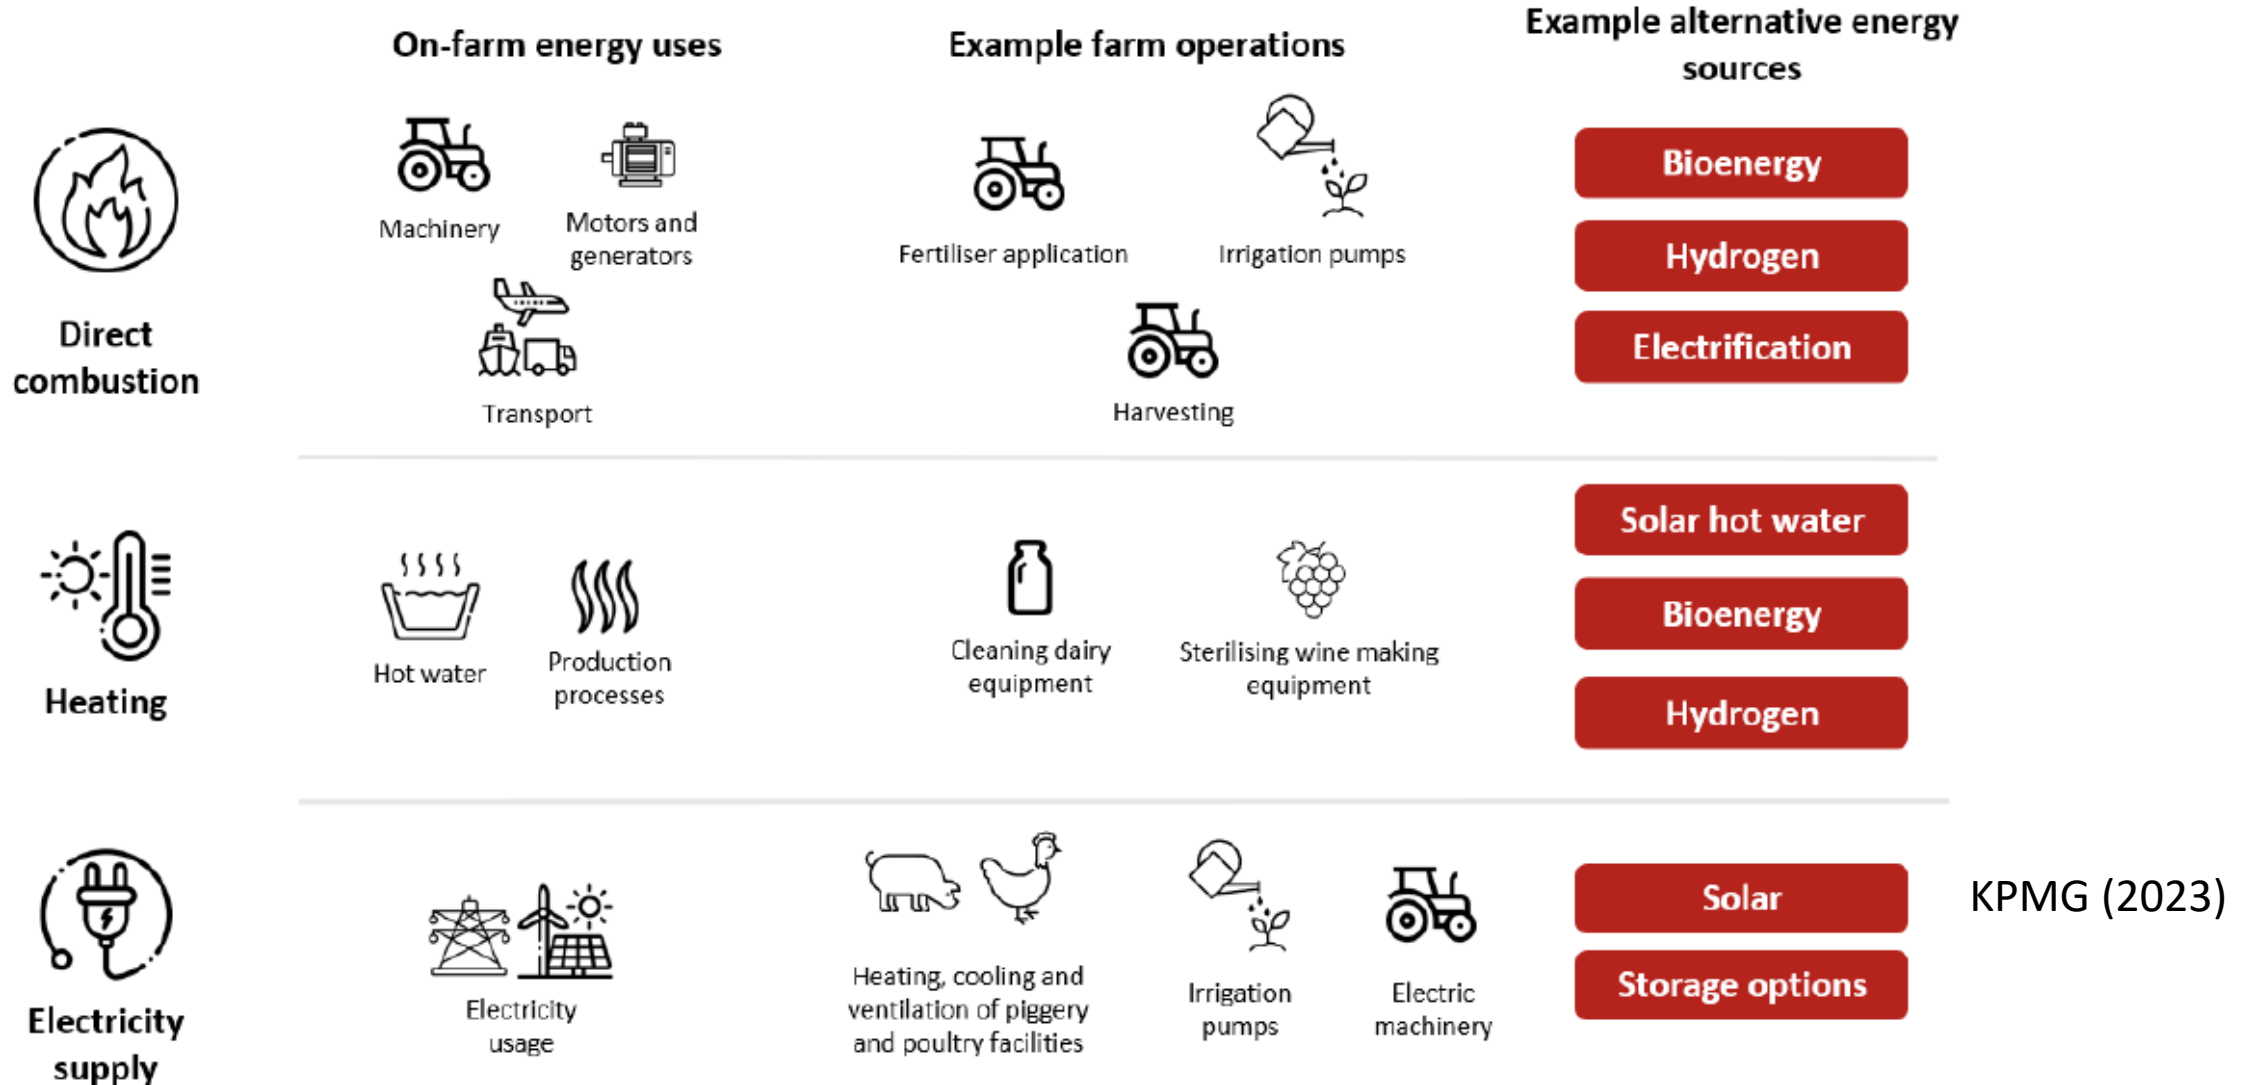 On-farm energy uses
Example farm operations
Example alternative energy
sources
Direct
combustion
Machinery
Motors and
generators
Transport
Fertiliser application
Irrigation pumps
Harvesting
Bioenergy
Hydrogen
Electrification
Heating
Hot water
Production
processes
Cleaning dairy
equipment
Sterilising wine making
equipment
Solar hot water
Bioenergy
Hydrogen
Electricity
supply
Electricity
usage
Heating, cooling and
ventilation of piggery
and poultry facilities
Irrigation
pumps
Electric
machinery
Solar
Storage options
KPMG (2023)